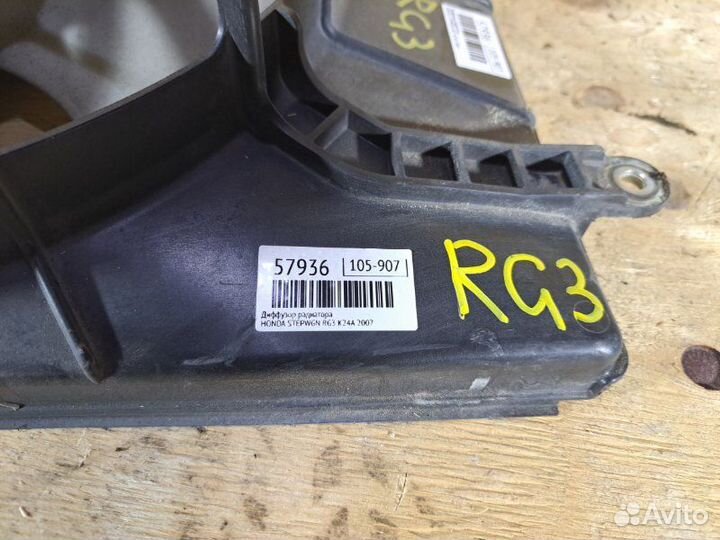 RG3
57936 105-907
Диффузор радиатора
HONDA STEPWGN RG3 K24A 2007
RG3
Avito